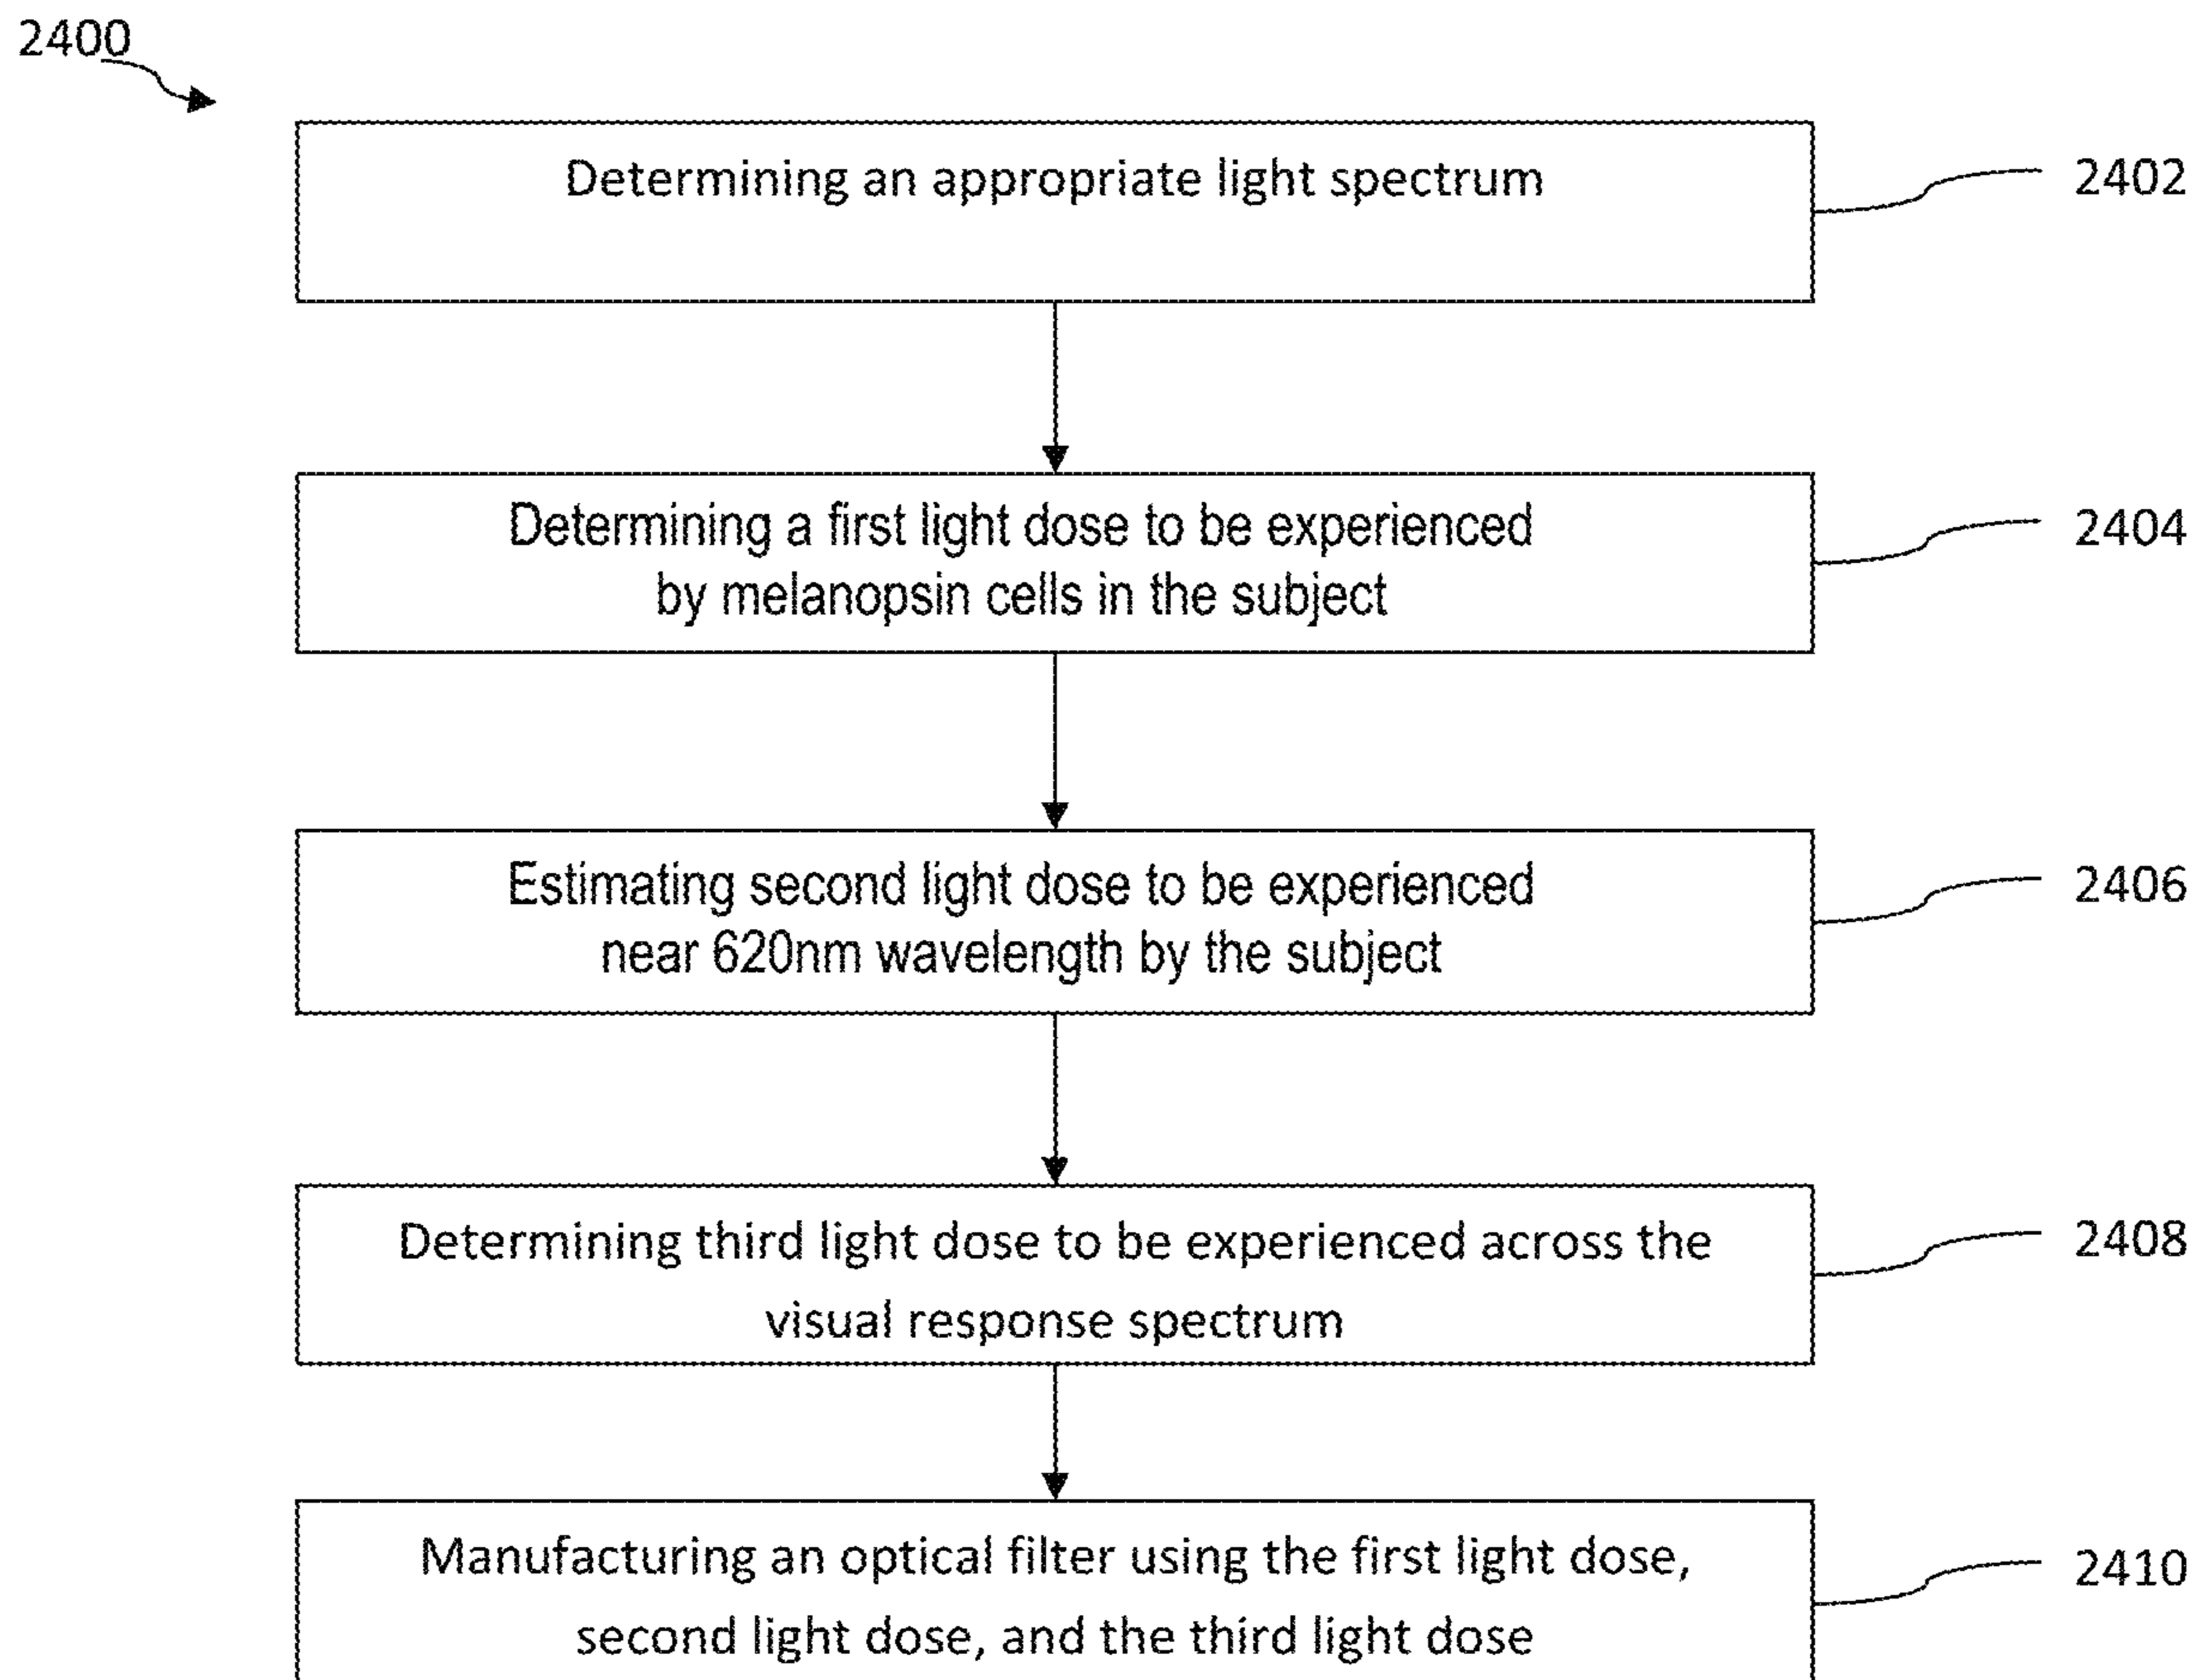 2400
Determining an appropriate light spectrum
2402
Determining a first light dose to be experienced
by melanopsin cells in the subject
2404
Estimating second light dose to be experienced
near 620nm wavelength by the subject
2406
Determining third light dose to be experienced across the
visual response spectrum
2408
Manufacturing an optical filter using the first light dose,
second light dose, and the third light dose
2410